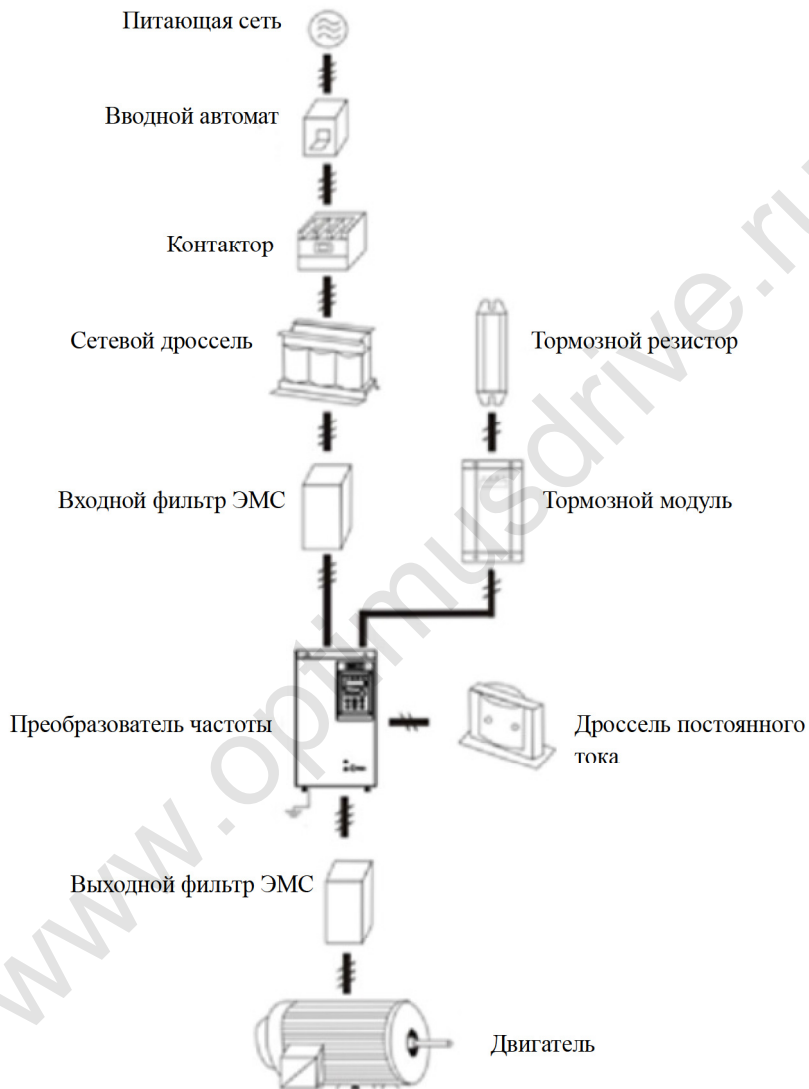 Питающая сеть
Вводной автомат
Контактор
Сетевой дроссель
Тормозной резистор
Входной фильтр ЭМС
Тормозной модуль
Преобразователь частоты
Дроссель постоянного
тока
Выходной фильтр ЭМС
Двигатель
www.optimusdrive.ru